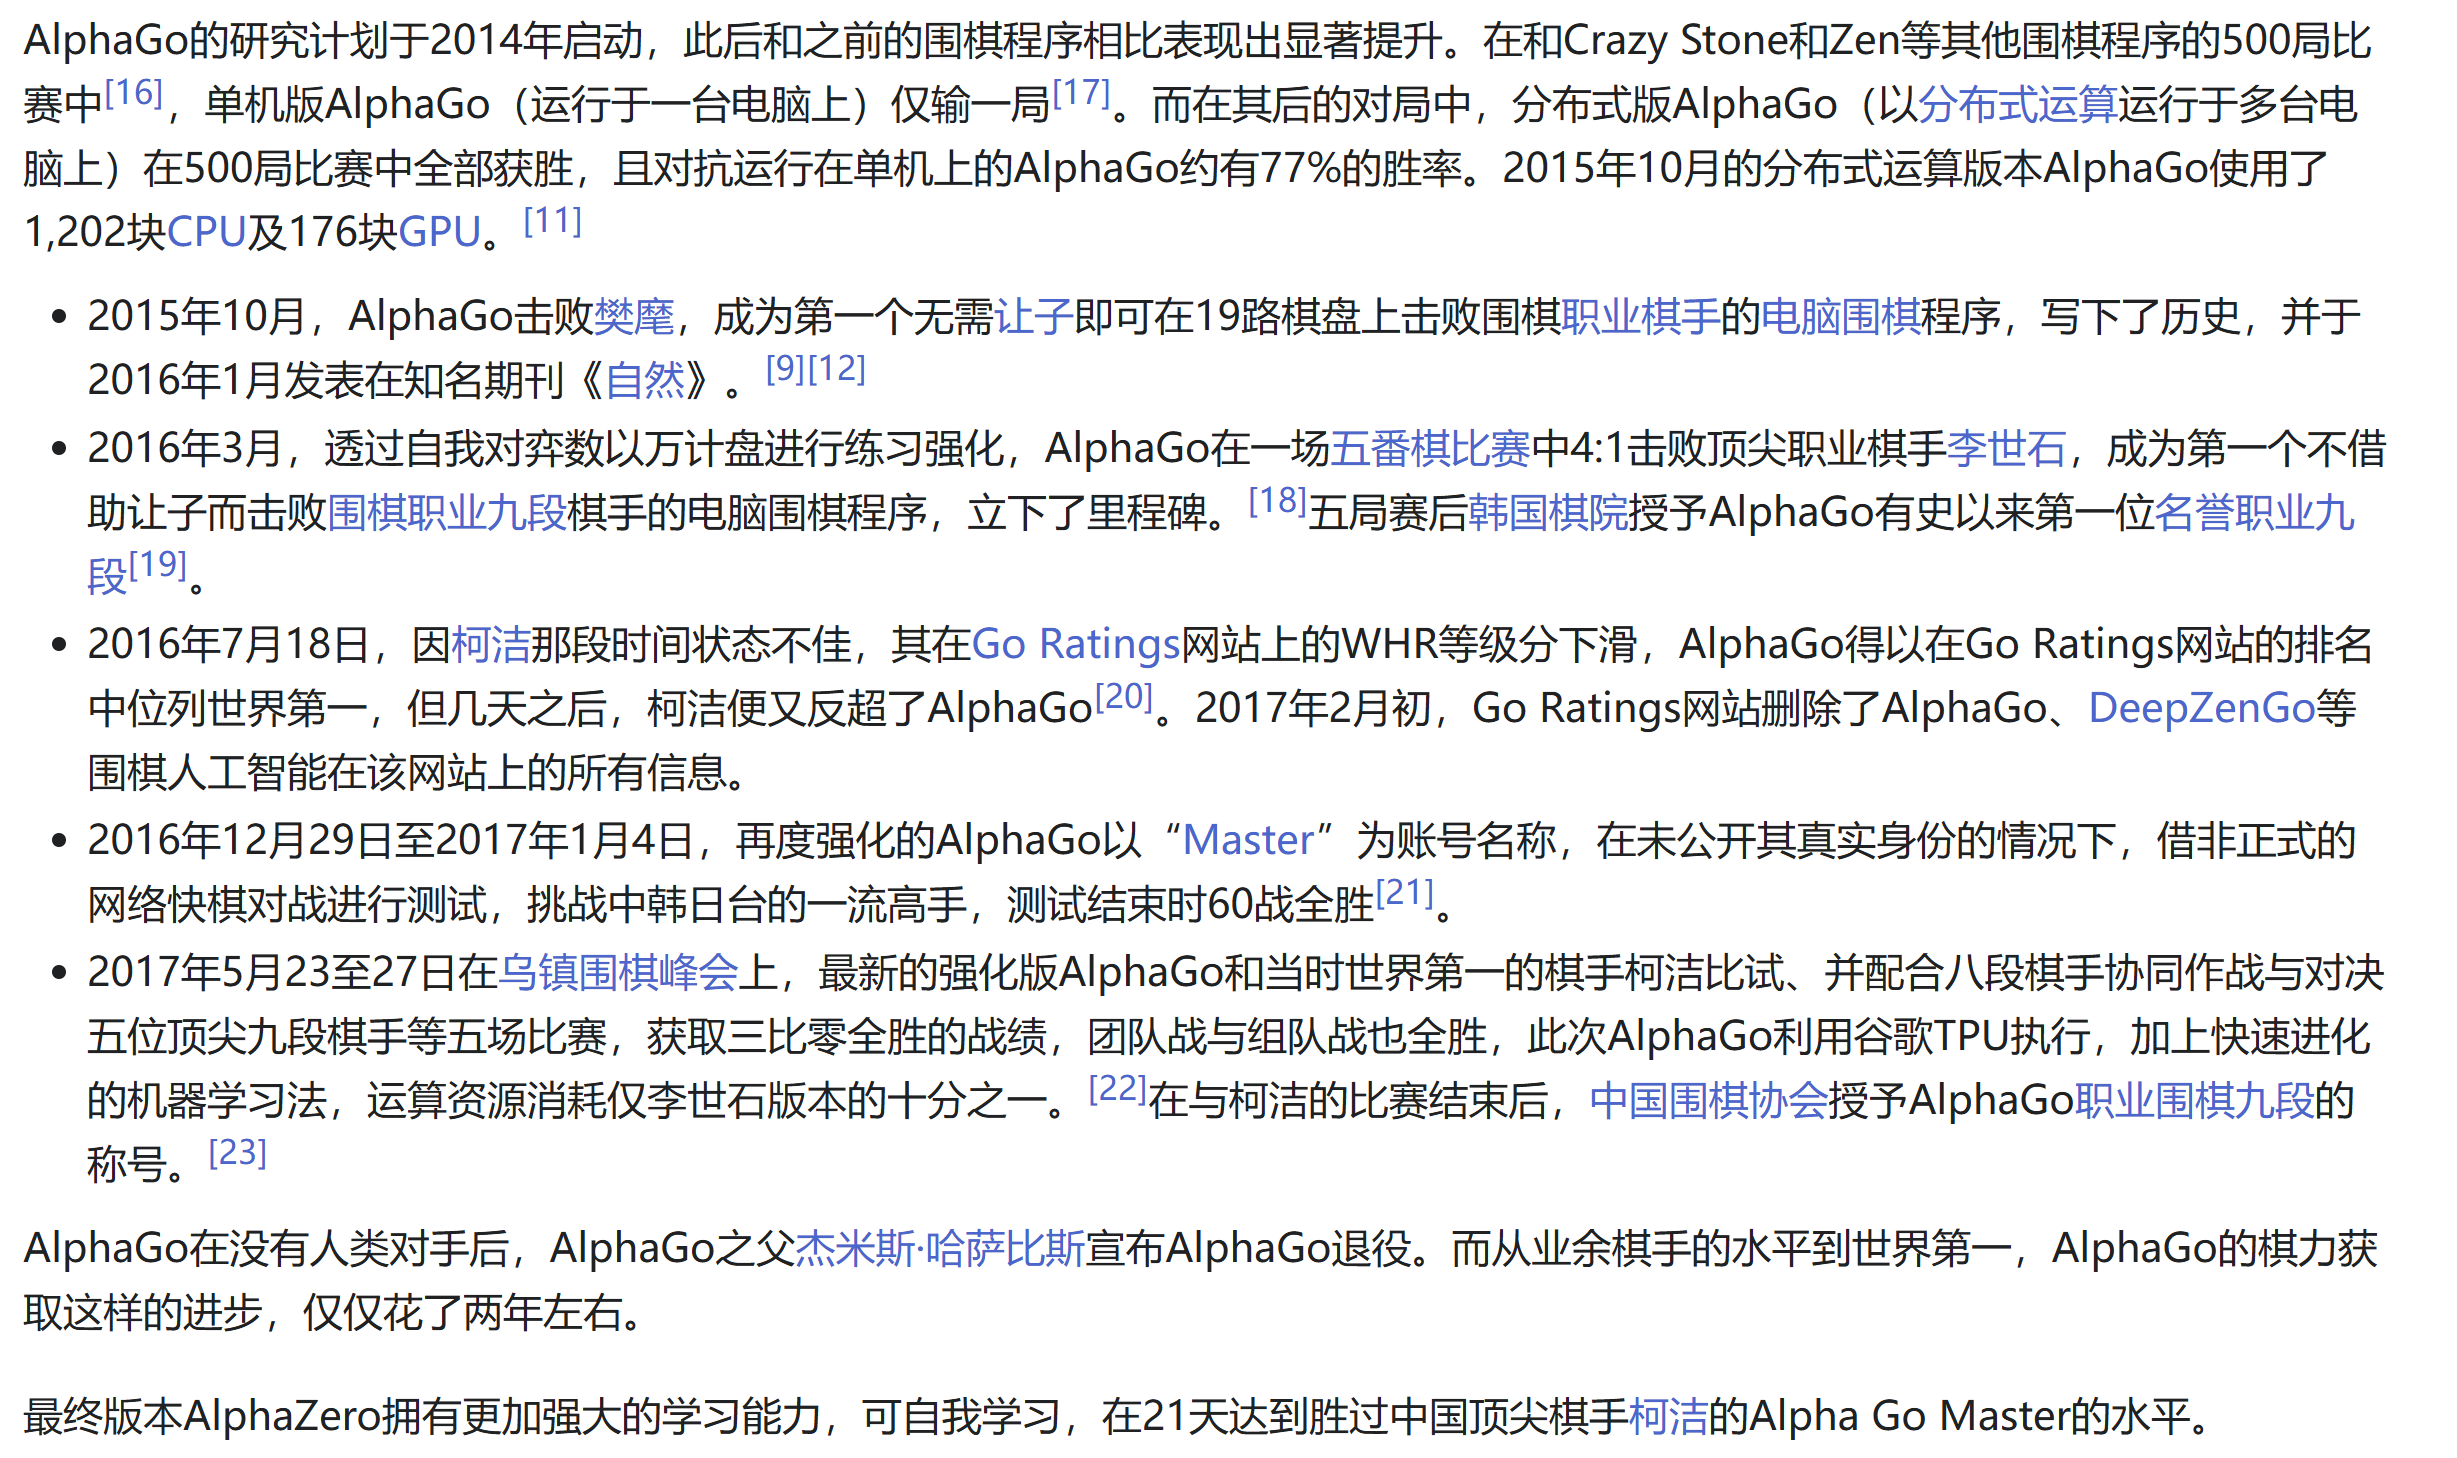 AlphaGo的研究计划于2014年启动，此后和之前的围棋程序相比表现出显著提升。在和Crazy Stone和Zen等其他围棋程序的500局比
赛中[16]，单机版AlphaGo（运行于一台电脑上）仅输一局[17]。而在其后的对局中，分布式版AlphaGo（以分布式运算运行于多台电
脑上）在500局比赛中全部获胜，且对抗运行在单机上的AlphaGo约有77%的胜率。2015年10月的分布式运算版本AlphaGo使用了
1,202块CPU及176块GPU。[11]
• 2015年10月，AlphaGo击败樊麾，成为第一个无需让子即可在19路棋盘上击败围棋职业棋手的电脑围棋程序，写下了历史，并于
2016年1月发表在知名期刊《自然》。[9][12]
• 2016年3月，透过自我对弈数以万计盘进行练习强化，AlphaGo在一场五番棋比赛中4:1击败顶尖职业棋手李世石，成为第一个不借
助让子而击败围棋职业九段棋手的电脑围棋程序，立下了里程碑。[18]五局赛后韩国棋院授予AlphaGo有史以来第一位名誉职业九
段[19]。
• 2016年7月18日，因柯洁那段时间状态不佳，其在Go Ratings网站上的WHR等级分下滑，AlphaGo得以在Go Ratings网站的排名
中位列世界第一，但几天之后，柯洁便又反超了AlphaGo[20]。2017年2月初，Go Ratings网站删除了AlphaGo、DeepZenGo等
围棋人工智能在该网站上的所有信息。
• 2016年12月29日至2017年1月4日，再度强化的AlphaGo以“Master”为账号名称，在未公开其真实身份的情况下，借非正式的
网络快棋对战进行测试，挑战中韩日台的一流高手，测试结束时60战全胜[21]。
• 2017年5月23至27日在乌镇围棋峰会上，最新的强化版AlphaGo和当时世界第一的棋手柯洁比试、并配合八段棋手协同作战与对决
五位顶尖九段棋手等五场比赛，获取三比零全胜的战绩，团队战与组队战也全胜，此次AlphaGo利用谷歌TPU执行，加上快速进化
的机器学习法，运算资源消耗仅李世石版本的十分之一。[22]在与柯洁的比赛结束后，中国围棋协会授予AlphaGo职业围棋九段的
称号。[23]
AlphaGo在没有人类对手后，AlphaGo之父杰米斯·哈萨比斯宣布AlphaGo退役。而从业余棋手的水平到世界第一，AlphaGo的棋力获
取这样的进步，仅仅花了两年左右。
最终版本AlphaZero拥有更加强大的学习能力，可自我学习，在21天达到胜过中国顶尖棋手柯洁的Alpha Go Master的水平。